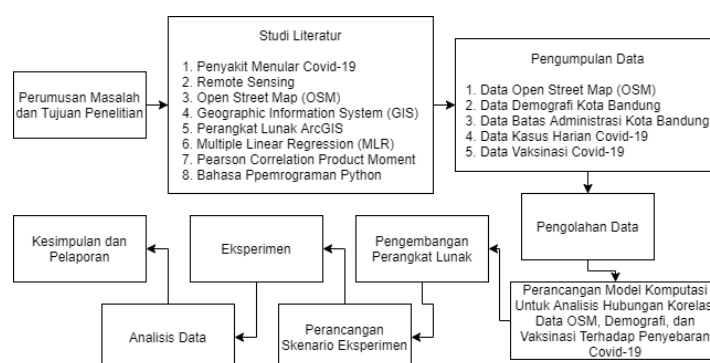 Perumusan Masalah
dan Tujuan Penelitian
Studi Literatur
1. Penyakit Menular Covid-19
2. Remote Sensing
3. Open Street Map (OSM)
4. Geographic Information System (GIS)
5. Perangkat Lunak ArcGIS
6. Multiple Linear Regression (MLR)
7. Pearson Correlation Product Moment
8. Bahasa Ppemrograman Python
Pengumpulan Data
1. Data Open Street Map (OSM)
2. Data Demografi Kota Bandung
3. Data Batas Administrasi Kota Bandung
4. Data Kasus Harian Covid-19
5. Data Vaksinasi Covid-19
Pengolahan Data
Perancangan Model Komputasi
Untuk Analisis Hubungan Korelas
Data OSM, Demografi, dan
Vaksinasi Terhadap Penyebaran
Covid-19
Pengembangan
Perangkat Lunak
Perancangan
Skenario Eksperimen
Eksperimen
Analisis Data
Kesimpulan dan
Pelaporan